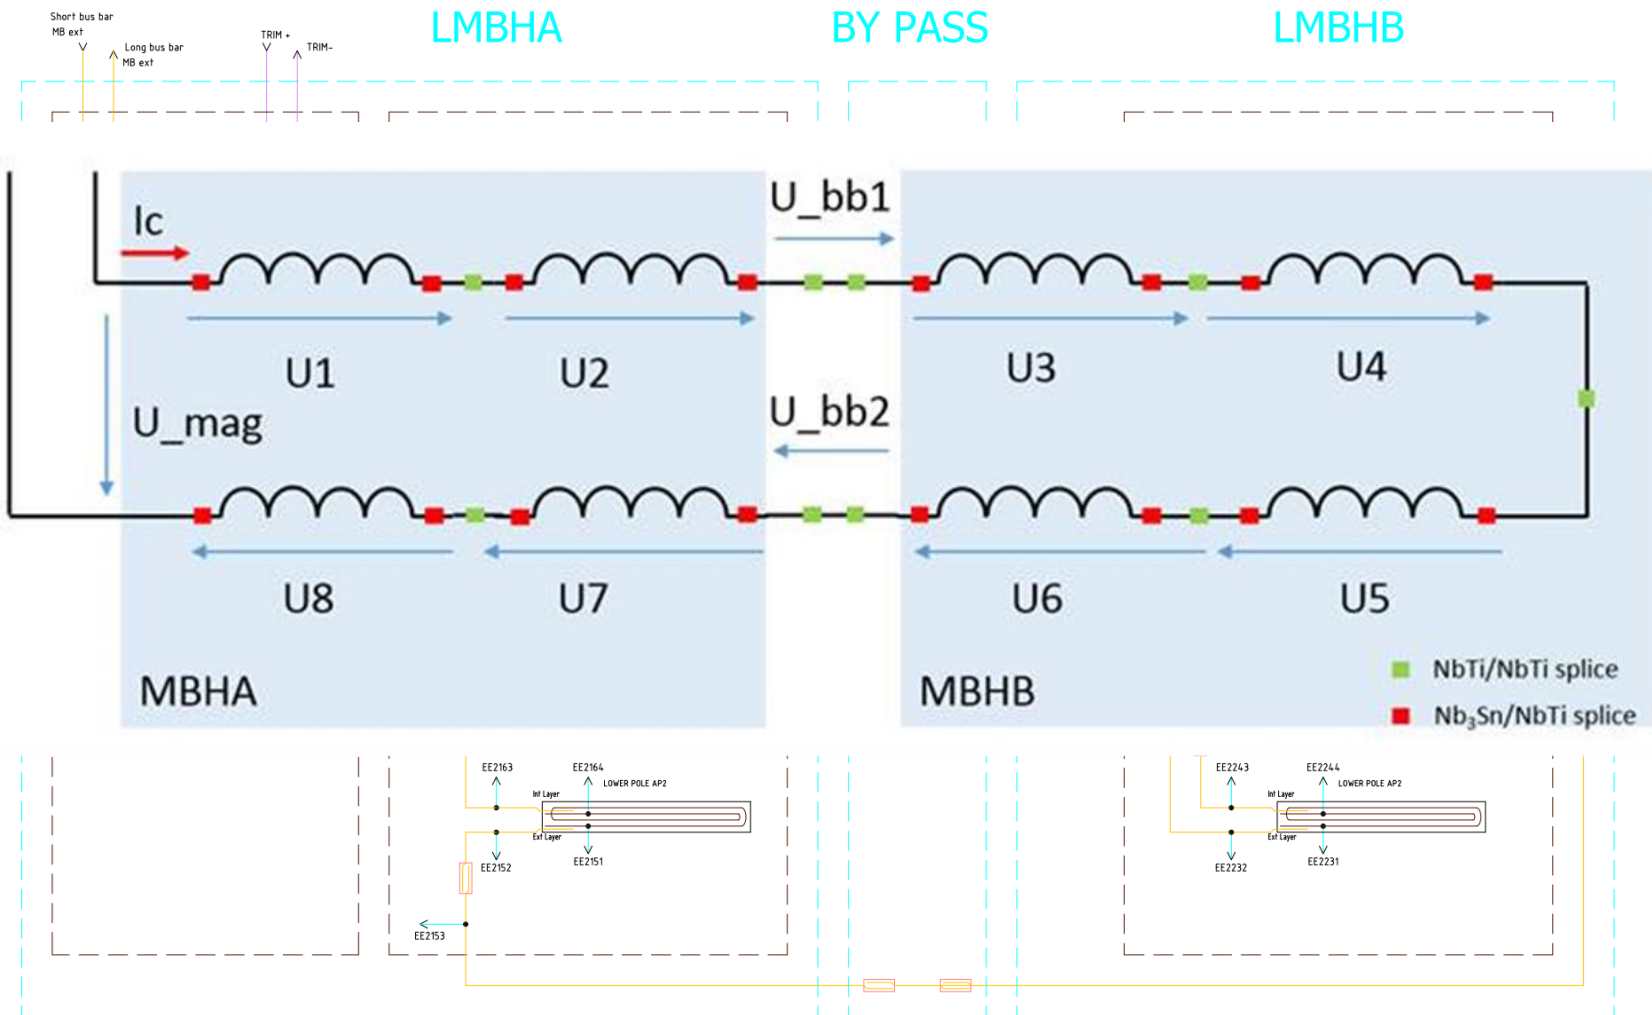 LMBHA BY PASS LMBHB
Short bus bar
MB ext
Long bus bar
MB ext
TRIM +
TRIM-
Ic
U_bb1
U1 U2 U3 U4
U_mag
U_bb2
U8 U7 U6 U5
MBHA MBHB
NbTi/NbTi splice
Nb₃Sn/NbTi splice
EE2163 EE2164 LOWER POLE AP2
Int Layer
Ext Layer
EE2152 EE2151
EE2153
EE2243 EE2244 LOWER POLE AP2
Int Layer
Ext Layer
EE2232 EE2231